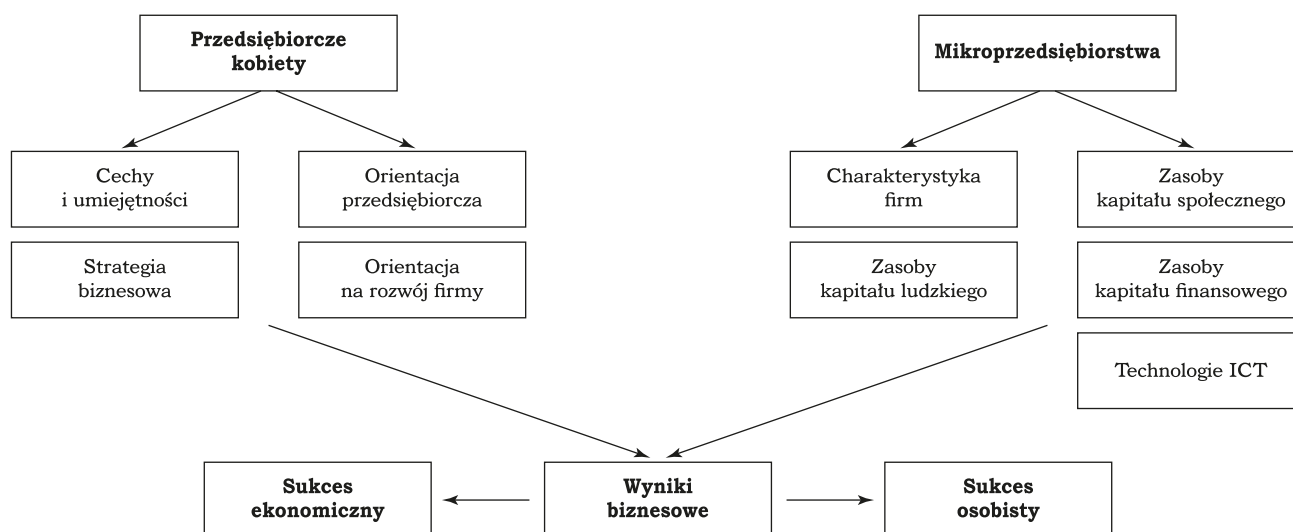 Przedsiębiorcze
kobiety
Mikroprzedsiębiorstwa
Cechy
i umiejętności
Orientacja
przedsiębiorcza
Charakterystyka
firm
Zasoby
kapitału społecznego
Strategia
biznesowa
Orientacja
na rozwój firmy
Zasoby
kapitału ludzkiego
Zasoby
kapitału finansowego
Technologie ICT
Sukces
ekonomiczny
Wyniki
biznesowe
Sukces
osobisty